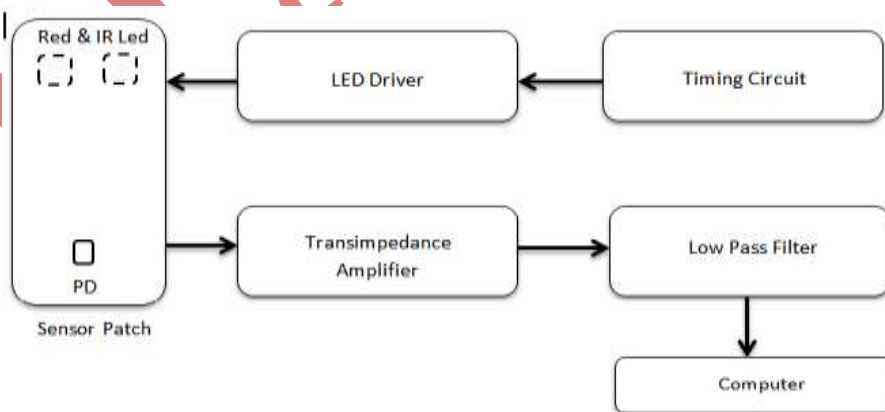 Red & IR Led
LED Driver
Timing Circuit
Transimpedance
Amplifier
Low Pass Filter
PD
Sensor Patch
Computer